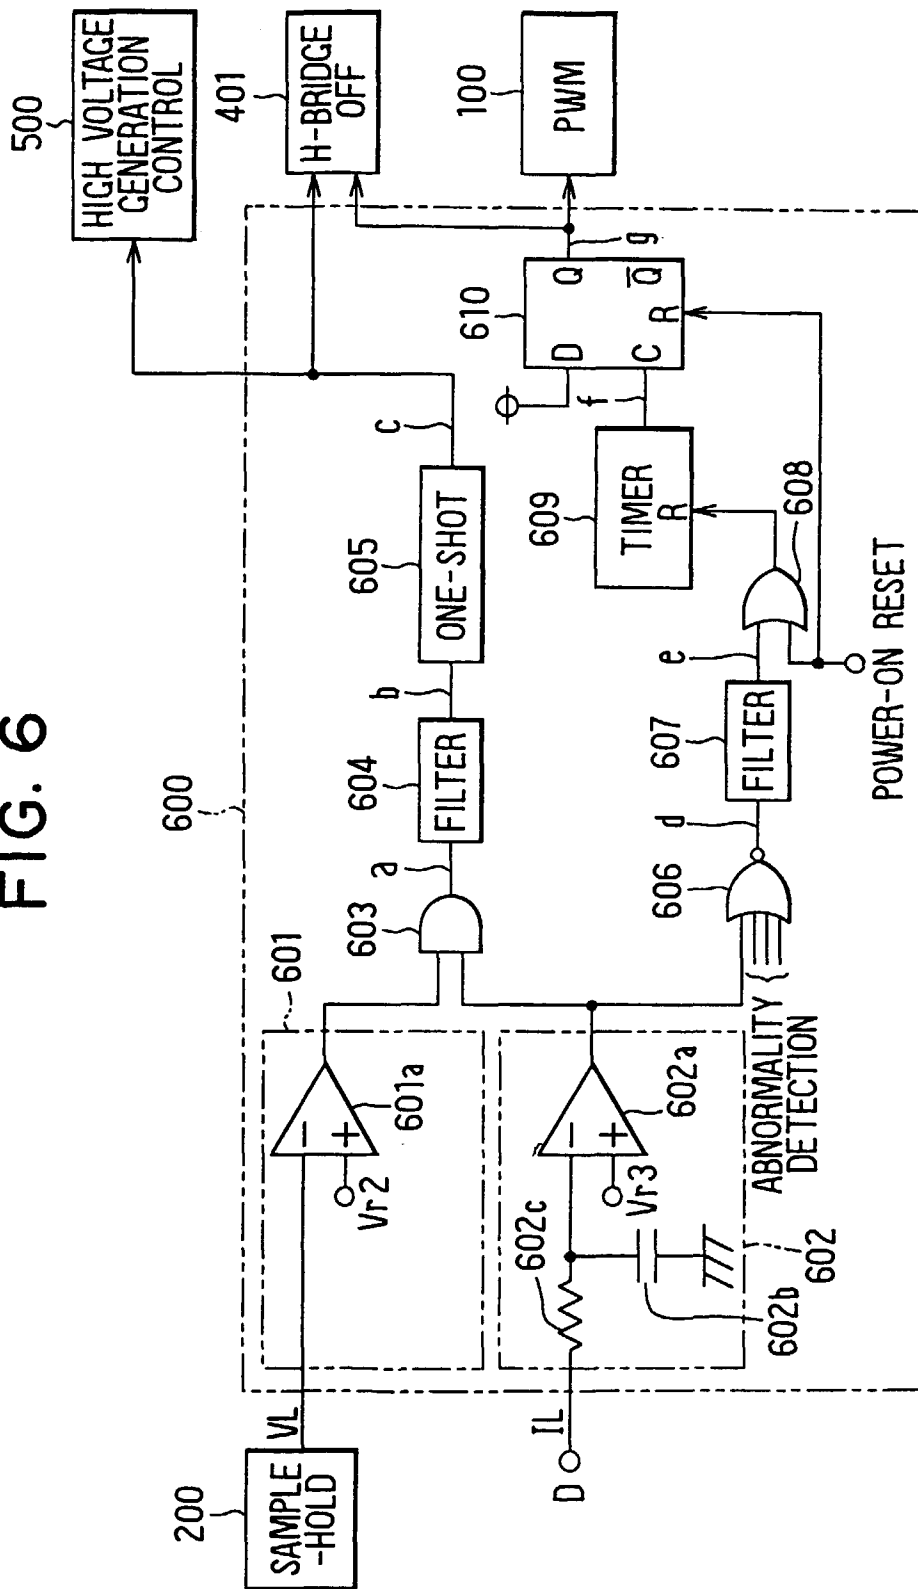 FIG. 6
600
500
HIGH VOLTAGE
GENERATION
CONTROL
401
H-BRIDGE
OFF
100
PWM
200
SAMPLE
-HOLD
VL
601
601a
−
+
Vr2
603
a
604
FILTER
b
605
ONE-SHOT
c
D
IL
602c
602b
602
602a
−
+
Vr3
ABNORMALITY
DETECTION
606
d
607
FILTER
e
608
POWER-ON RESET
609
TIMER
R
f
610
D
C
R
Q
Q̅
g